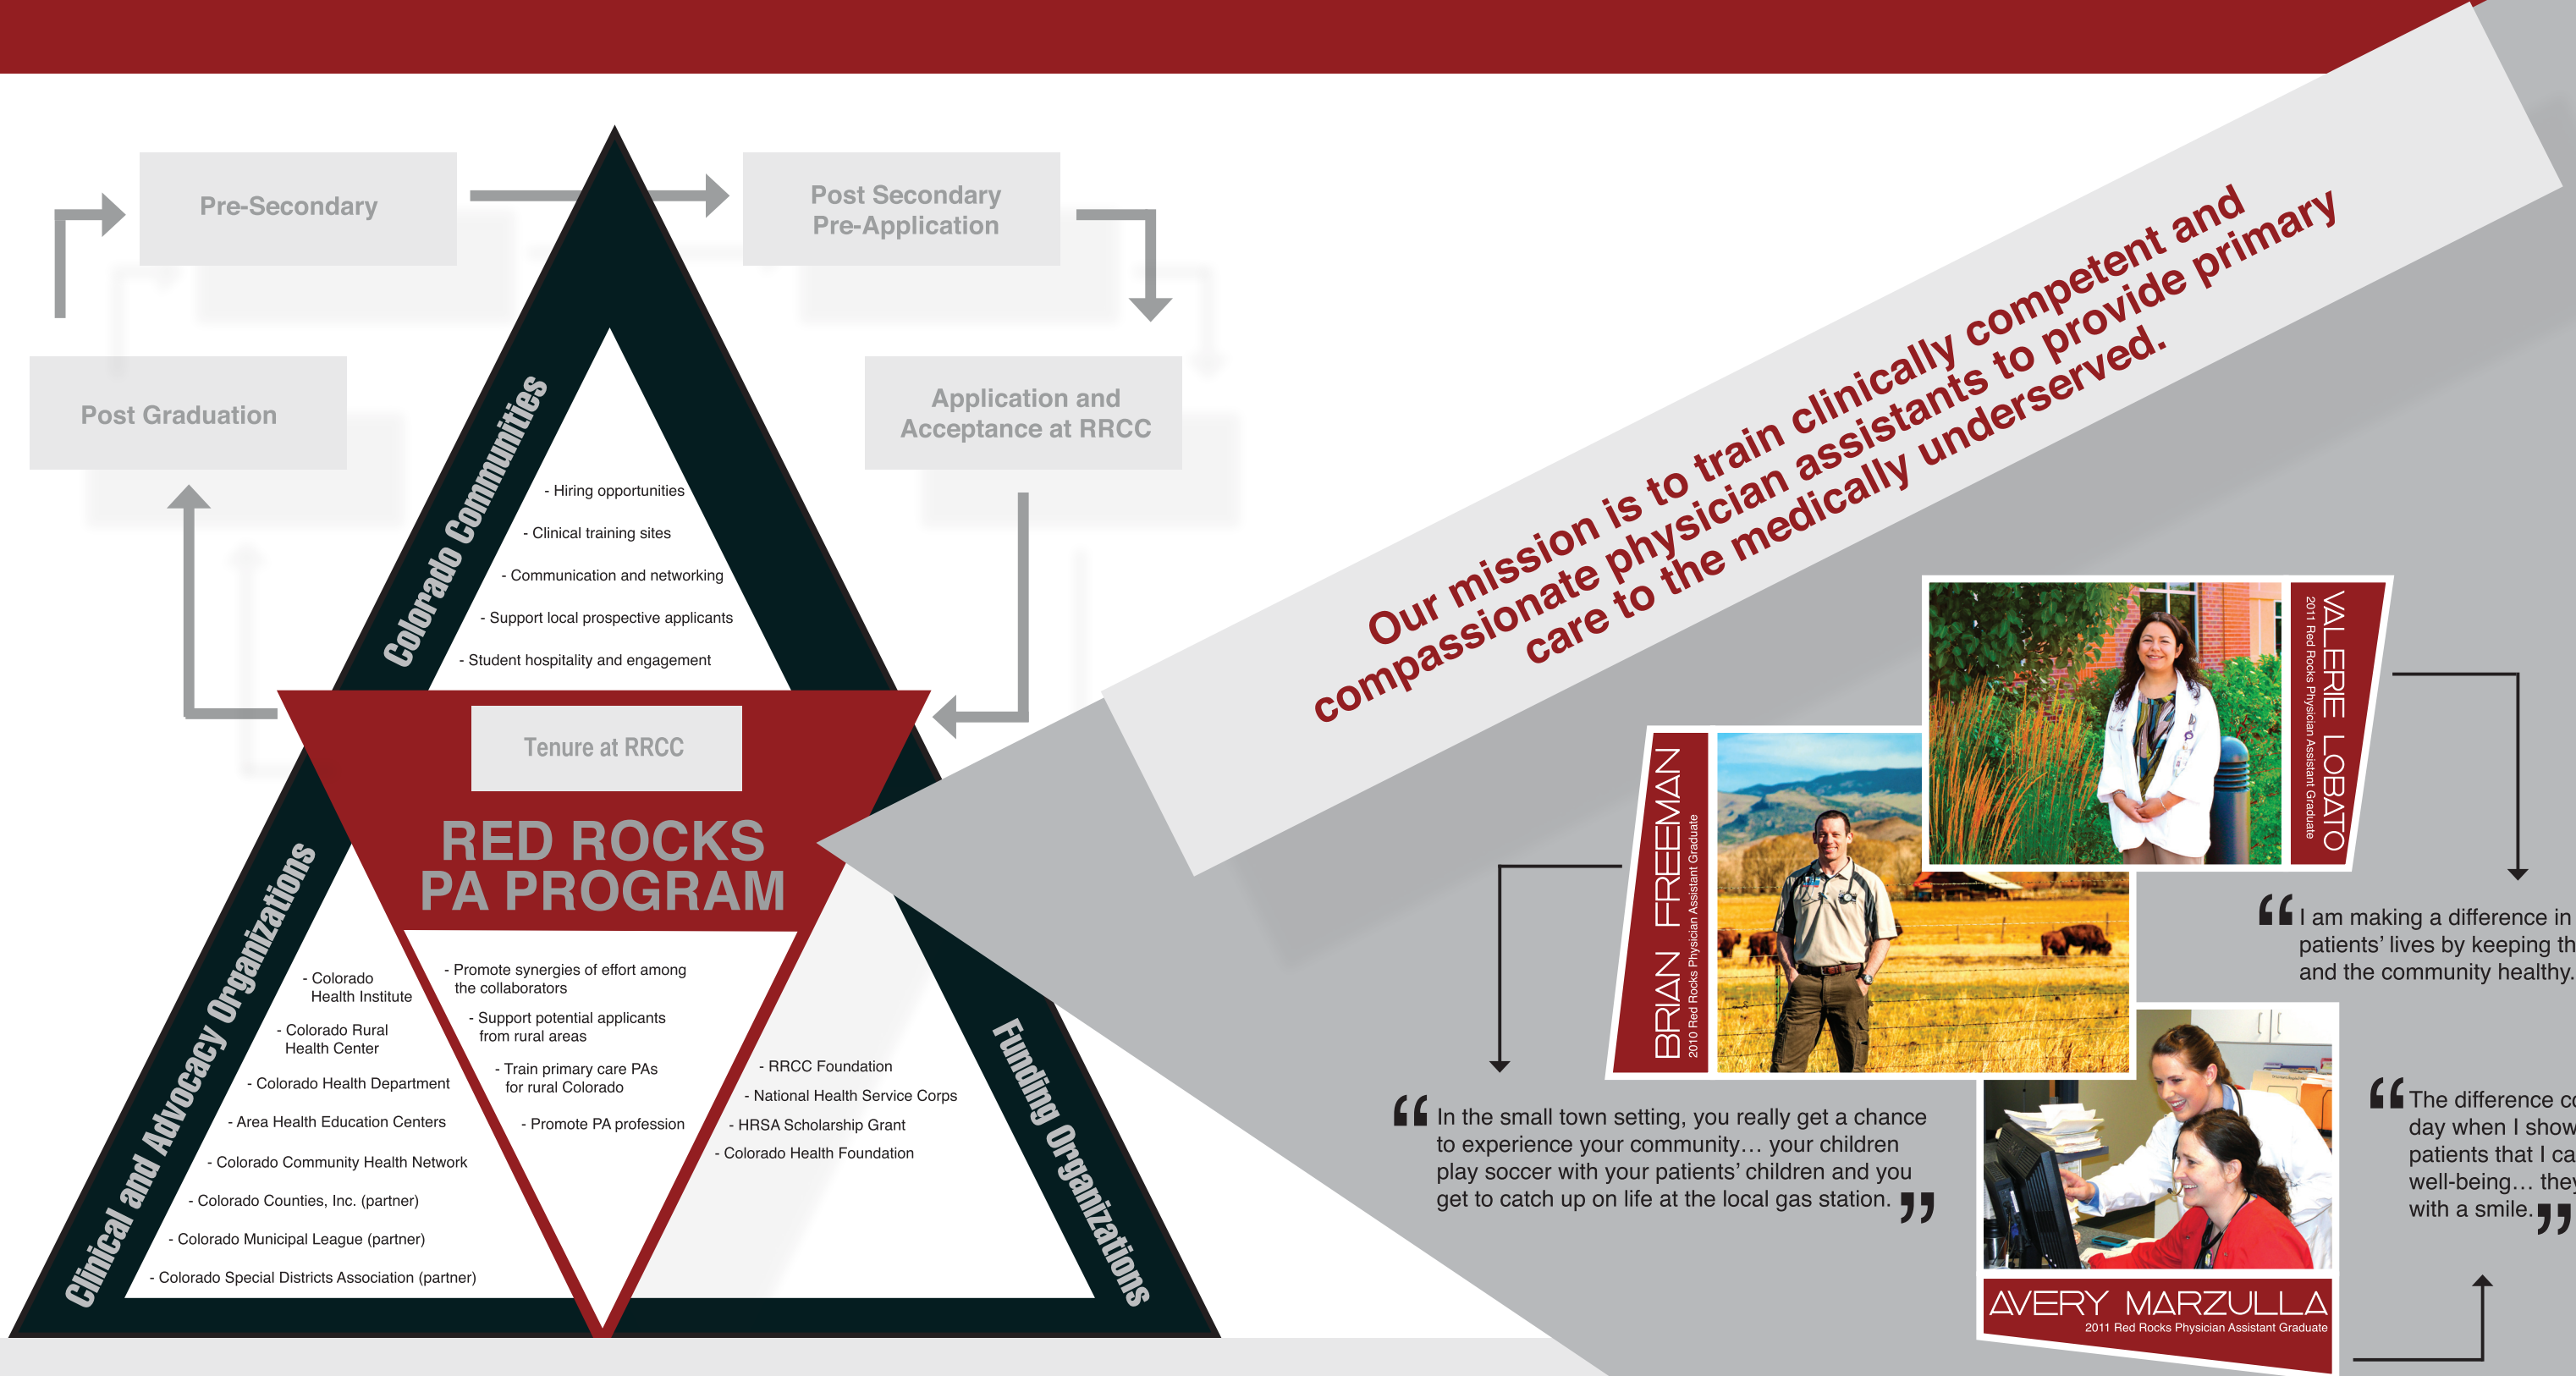 Pre-Secondary
Post Secondary
Pre-Application
Post Graduation
Application and
Acceptance at RRCC
Colorado Communities
- Hiring opportunities
- Clinical training sites
- Communication and networking
- Support local prospective applicants
- Student hospitality and engagement
Tenure at RRCC
RED ROCKS
PA PROGRAM
Clinical and Advocacy Organizations
- Colorado
Health Institute
- Colorado Rural
Health Center
- Colorado Health Department
- Area Health Education Centers
- Colorado Community Health Network
- Colorado Counties, Inc. (partner)
- Colorado Municipal League (partner)
- Colorado Special Districts Association (partner)
- Promote synergies of effort among
the collaborators
- Support potential applicants
from rural areas
- Train primary care PAs
for rural Colorado
- Promote PA profession
- RRCC Foundation
- National Health Service Corps
- HRSA Scholarship Grant
- Colorado Health Foundation
Funding Organizations
Our mission is to train clinically competent and
compassionate physician assistants to provide primary
care to the medically underserved.
VALERIE LOBATO
2011 Red Rocks Physician Assistant Graduate
BRIAN FREEMAN
2010 Red Rocks Physician Assistant Graduate
“ I am making a difference in
patients’ lives by keeping th
and the community healthy.
“ In the small town setting, you really get a chance
to experience your community… your children
play soccer with your patients’ children and you
get to catch up on life at the local gas station. ”
“ The difference co
day when I show
patients that I ca
well-being… they
with a smile. ”
AVERY MARZULLA
2011 Red Rocks Physician Assistant Graduate